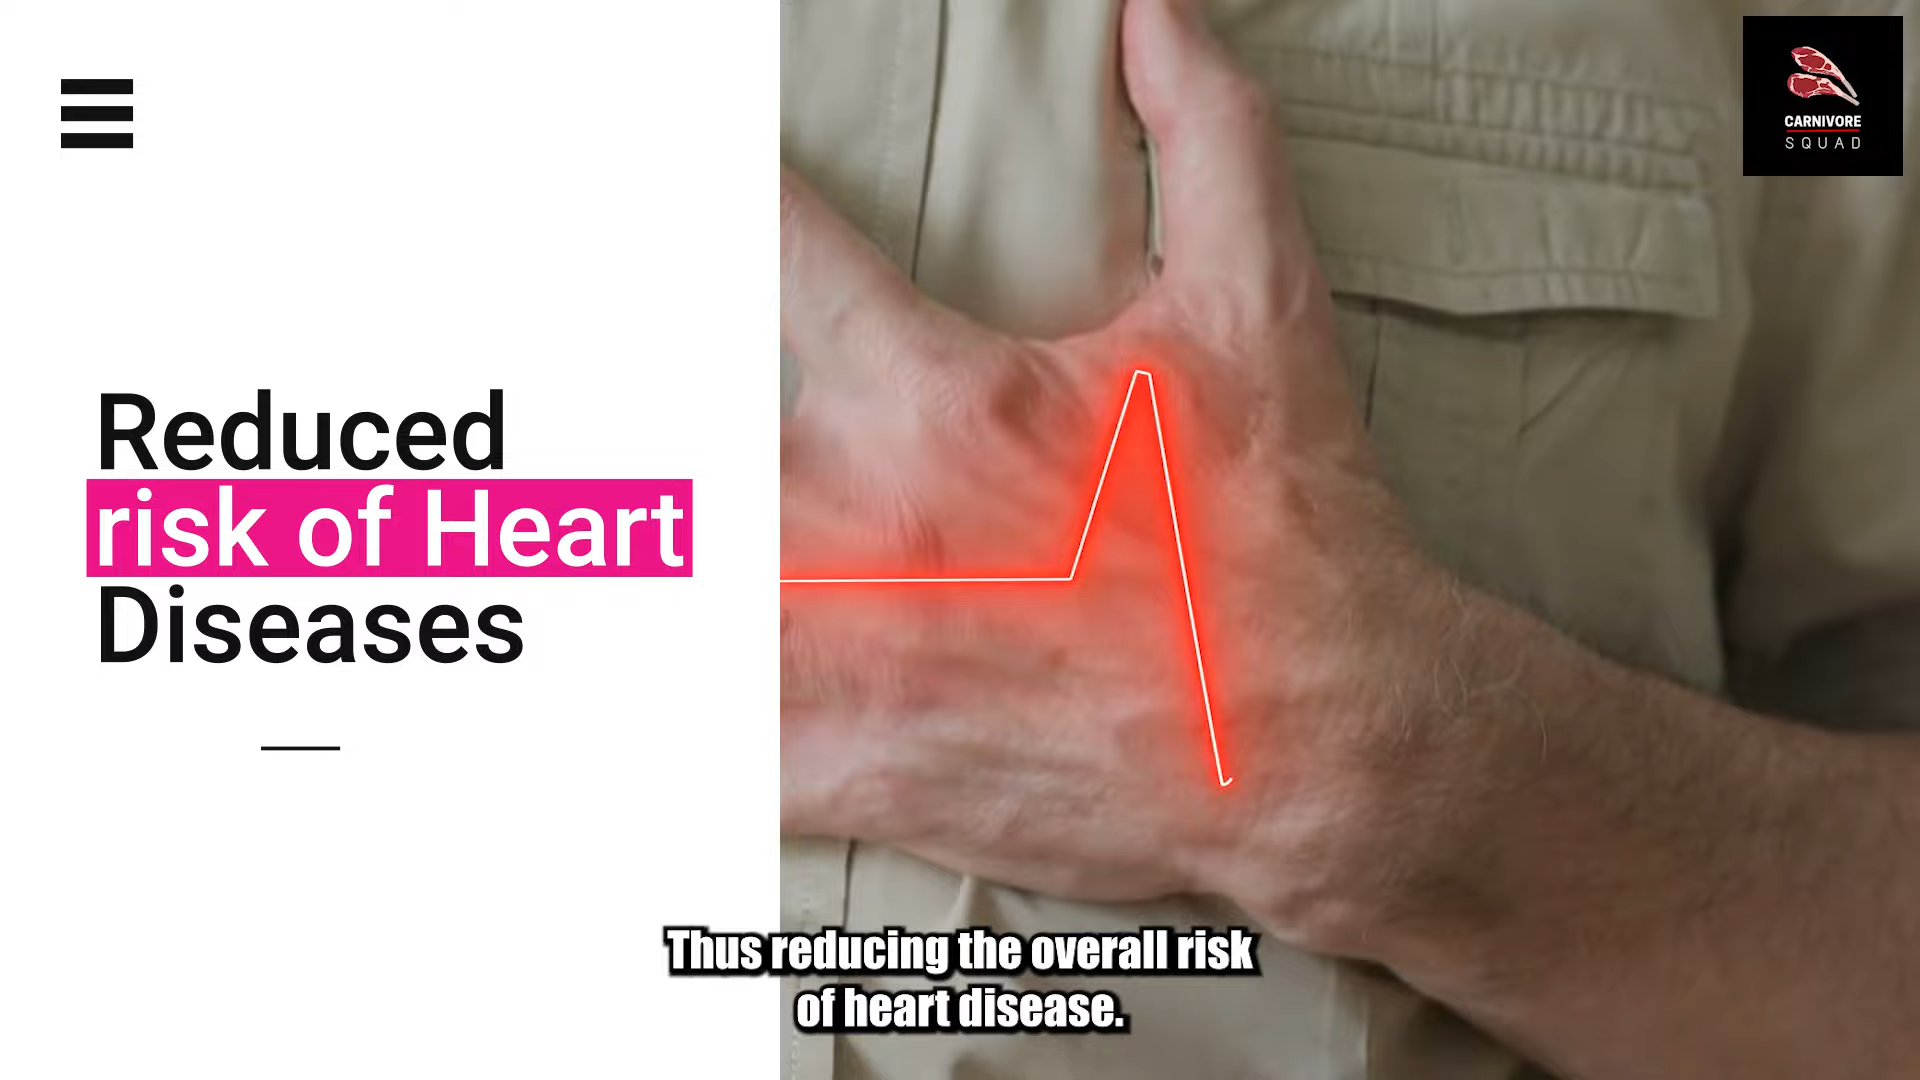 CARNIVORE
SQUAD
Reduced
risk of Heart
Diseases
Thus reducing the overall risk
of heart disease.